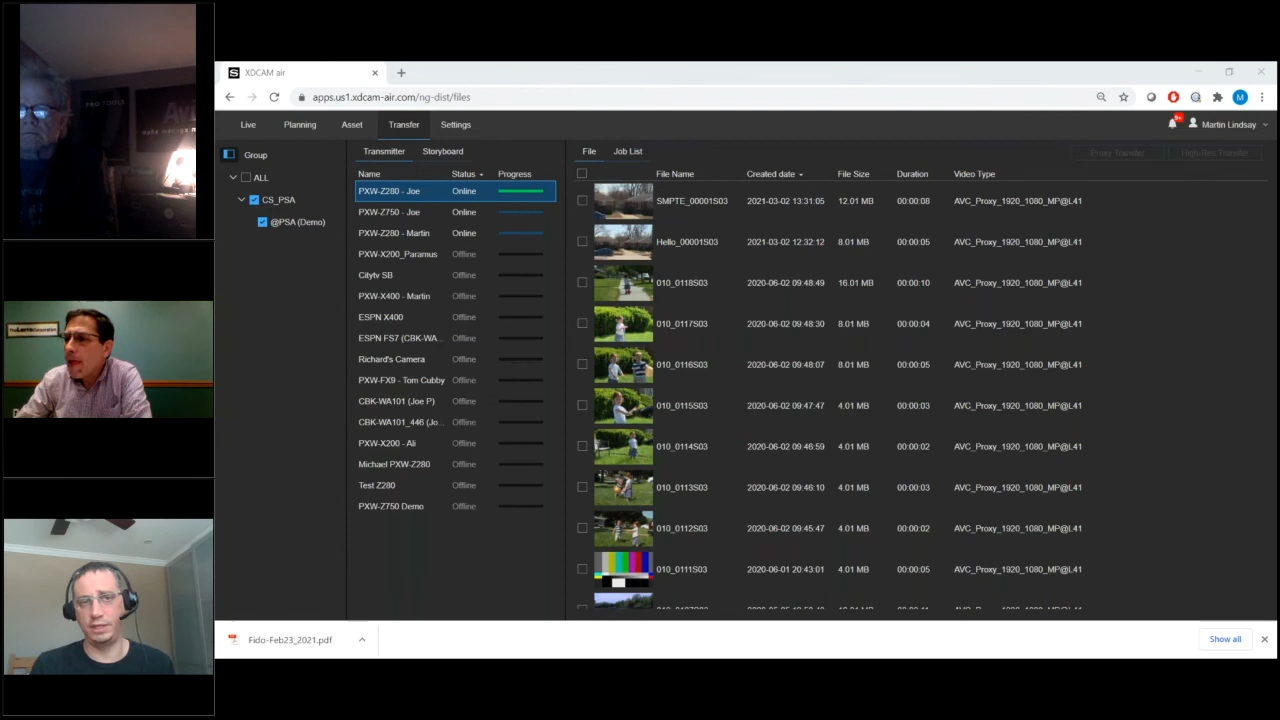 PRO TOOLS
Avid
XDCAM air
apps.us1.xdcam-air.com/ng-dist/files
M
Live Planning Asset Transfer Settings
9+ Martin Lindsay
Group
ALL
CS_PSA
@PSA (Demo)
Transmitter Storyboard
Name Status Progress
PXW-Z280 - Joe Online
PXW-Z750 - Joe Online
PXW-Z280 - Martin Online
PXW-X200_Paramus Offline
Citytv SB Offline
PXW-X400 - Martin Offline
ESPN X400 Offline
ESPN FS7 (CBK-WA... Offline
Richard's Camera Offline
PXW-FX9 - Tom Cubby Offline
CBK-WA101 (Joe P) Offline
CBK-WA101_446 (Jo... Offline
PXW-X200 - Ali Offline
Michael PXW-Z280 Offline
Test Z280 Offline
PXW-Z750 Demo Offline
File Job List
Proxy Transfer High-Res Transfer
File Name Created date File Size Duration Video Type
SMPTE_00001S03 2021-03-02 13:31:05 12.01 MB 00:00:08 AVC_Proxy_1920_1080_MP@L41
Hello_00001S03 2021-03-02 12:32:12 8.01 MB 00:00:05 AVC_Proxy_1920_1080_MP@L41
010_0118S03 2020-06-02 09:48:49 16.01 MB 00:00:10 AVC_Proxy_1920_1080_MP@L41
010_0117S03 2020-06-02 09:48:30 8.01 MB 00:00:04 AVC_Proxy_1920_1080_MP@L41
010_0116S03 2020-06-02 09:48:07 8.01 MB 00:00:05 AVC_Proxy_1920_1080_MP@L41
010_0115S03 2020-06-02 09:47:47 4.01 MB 00:00:03 AVC_Proxy_1920_1080_MP@L41
010_0114S03 2020-06-02 09:46:59 4.01 MB 00:00:02 AVC_Proxy_1920_1080_MP@L41
010_0113S03 2020-06-02 09:46:10 4.01 MB 00:00:03 AVC_Proxy_1920_1080_MP@L41
010_0112S03 2020-06-02 09:45:47 4.01 MB 00:00:02 AVC_Proxy_1920_1080_MP@L41
010_0111S03 2020-06-01 20:43:01 4.01 MB 00:00:05 AVC_Proxy_1920_1080_MP@L41
Fido-Feb23_2021.pdf
Show all